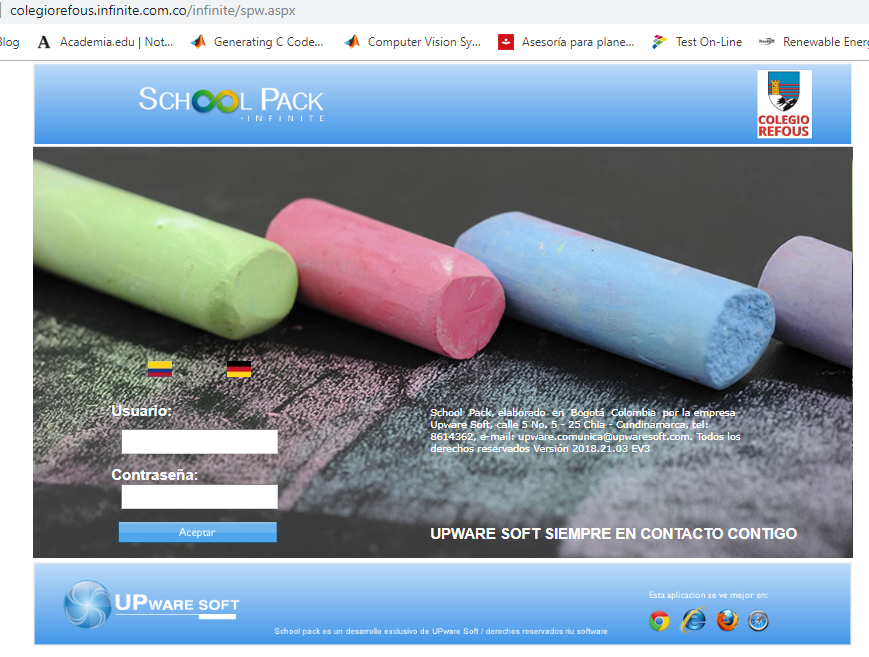 colegiorefous.infinite.com.co/infinite/spw.aspx
Blog Academia.edu | Not... Generating C Code... Computer Vision Sy... Asesoría para plane... Test On-Line Renewable Energ
SCHOOL PACK
·INFINITE
COLEGIO
REFOUS
Usuario:
Contraseña:
Aceptar
School Pack, elaborado en Bogotá Colombia por la empresa
Upware Soft, calle 5 No. 5 - 25 Chia - Cundinamarca, tel:
8614362, e-mail: upware.comunica@upwaresoft.com. Todos los
derechos reservados Versión 2018.21.03 EV3
UPWARE SOFT SIEMPRE EN CONTACTO CONTIGO
UPWARE SOFT
School pack es un desarrollo exclusivo de UPware Soft / derechos reservados riu software
Esta aplicación se ve mejor en: